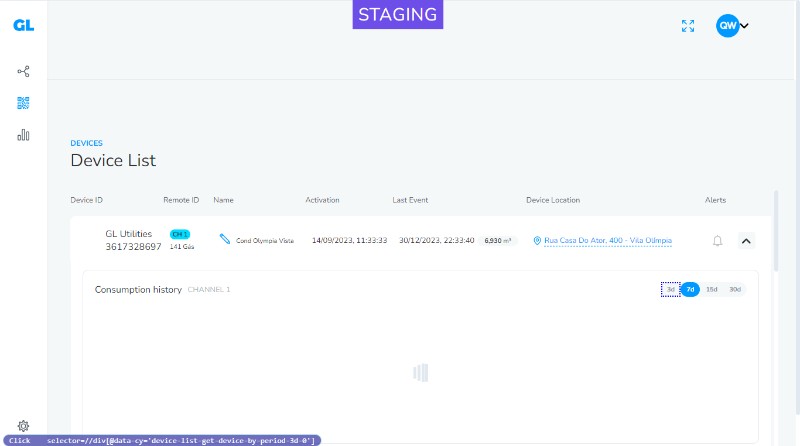 STAGING
GL
QW
DEVICES
Device List
Device ID Remote ID Name Activation Last Event Device Location Alerts
GL Utilities
3617328697
CH 1
141 Gás
Cond Olympia Vista
14/09/2023, 11:33:33
30/12/2023, 22:33:40
6,930 m³
Rua Casa Do Ator, 400 - Vila Olímpia
Consumption history CHANNEL 1
3d 7d 15d 30d
Click selector=//div[@data-cy='device-list-get-device-by-period-3d-0']